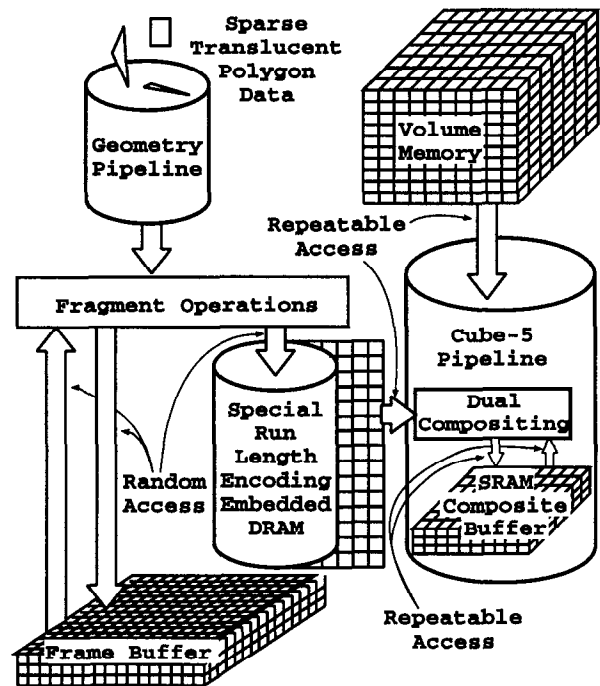 Sparse
Translucent
Polygon
Data
Geometry
Pipeline
Volume
Memory
Repeatable
Access
Fragment Operations
Cube-5
Pipeline
Dual
Compositing
Special
Run
Length
Encoding
Embedded
DRAM
Random
Access
SRAM
Composite
Buffer
Repeatable
Access
Frame Buffer